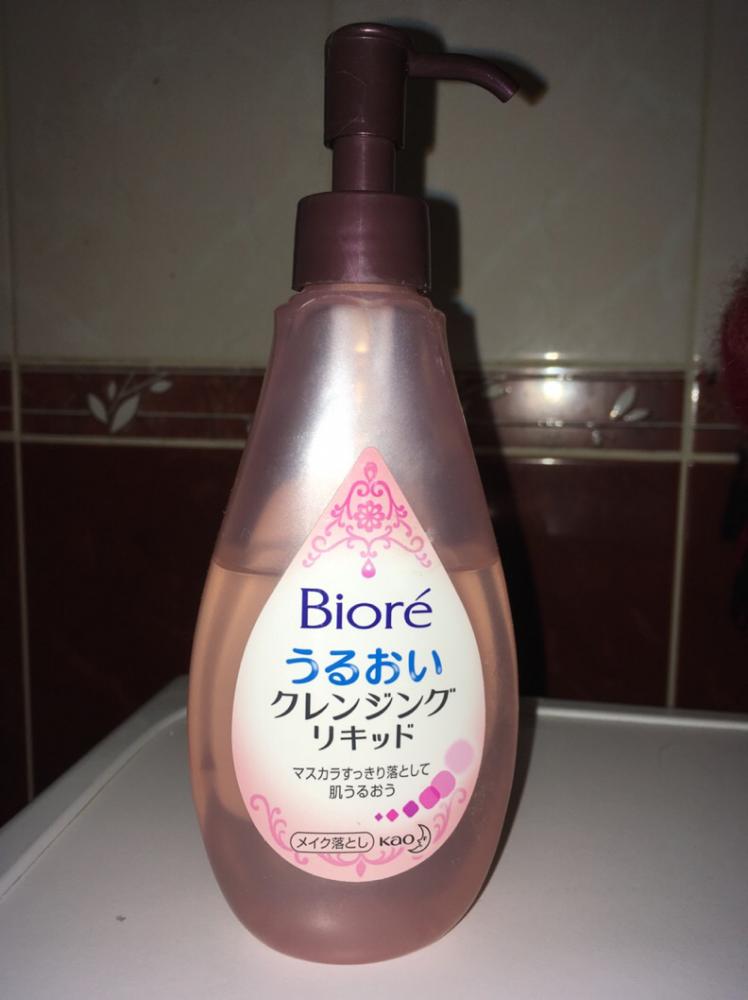 Bioré
うるおい
クレンジング
リキッド
マスカラすっきり落として
肌うるおう
メイク落とし Kao